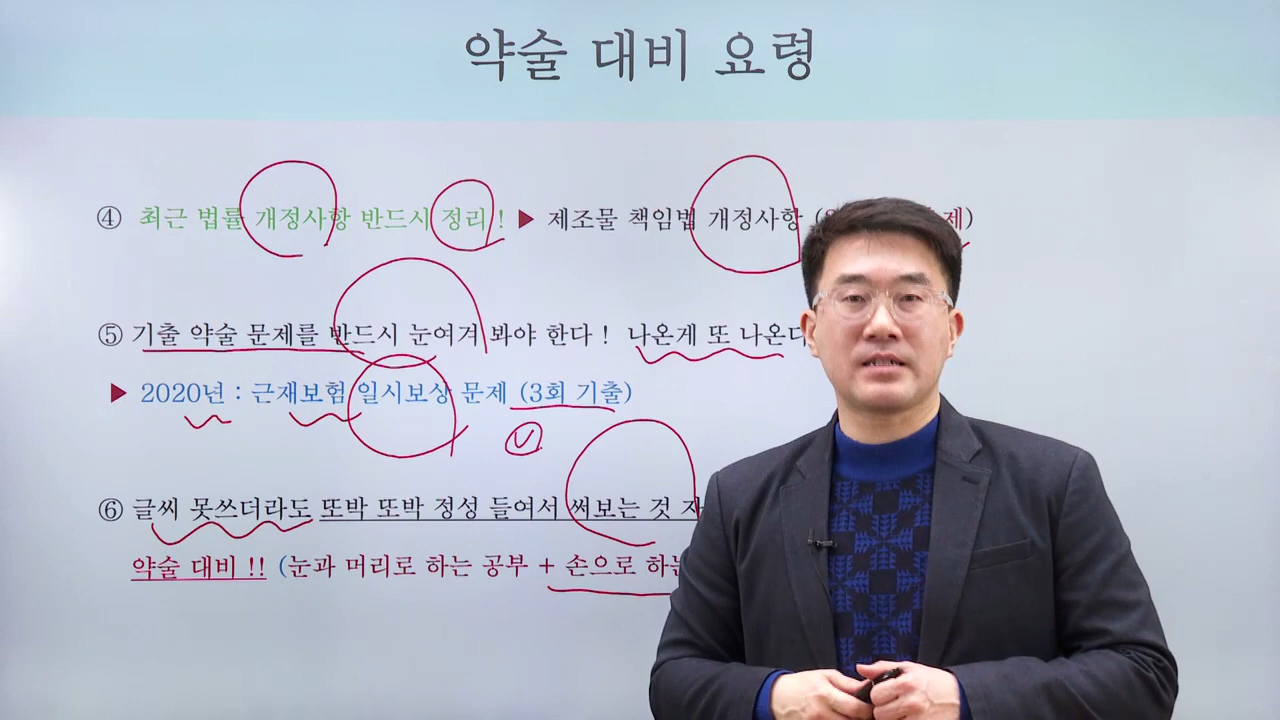 약술 대비 요령
④ 최근 법률 개정사항 반드시 정리 ! ▶ 제조물 책임법 개정사항 ( 제)
⑤ 기출 약술 문제를 반드시 눈여겨 봐야 한다 ! 나온게 또 나온다
▶ 2020년 : 근재보험 일시보상 문제 (3회 기출)
⑥ 글씨 못쓰더라도 또박 또박 정성 들여서 써보는 것
약술 대비 !! (눈과 머리로 하는 공부 + 손으로 하는